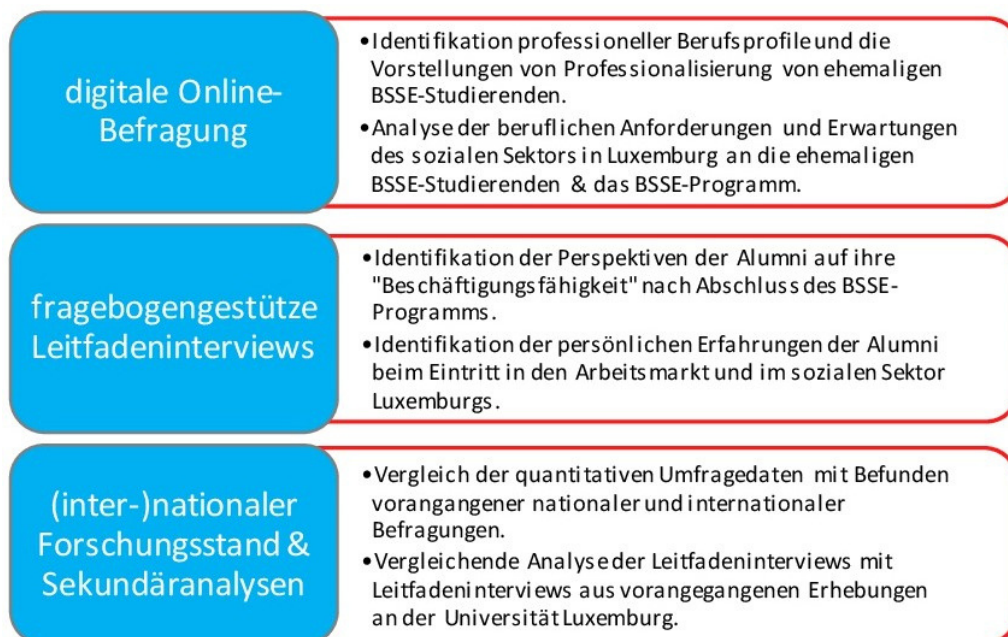 digitale Online-
Befragung
•Identifikation professioneller Berufsprofile und die
Vorstellungen von Professionalisierung von ehemaligen
BSSE-Studierenden.
•Analyse der beruflichen Anforderungen und Erwartungen
des sozialen Sektors in Luxemburg an die ehemaligen
BSSE-Studierenden & das BSSE-Programm.
fragebogengestütze
Leitfadeninterviews
•Identifikation der Perspektiven der Alumni auf ihre
"Beschäftigungsfähigkeit" nach Abschluss des BSSE-
Programms.
•Identifikation der persönlichen Erfahrungen der Alumni
beim Eintritt in den Arbeitsmarkt und im sozialen Sektor
Luxemburgs.
(inter-)nationaler
Forschungsstand &
Sekundäranalysen
•Vergleich der quantitativen Umfragedaten mit Befunden
vorangangener nationaler und internationaler
Befragungen.
•Vergleichende Analyse der Leitfadeninterviews mit
Leitfadeninterviews aus vorangegangenen Erhebungen
an der Universität Luxemburg.